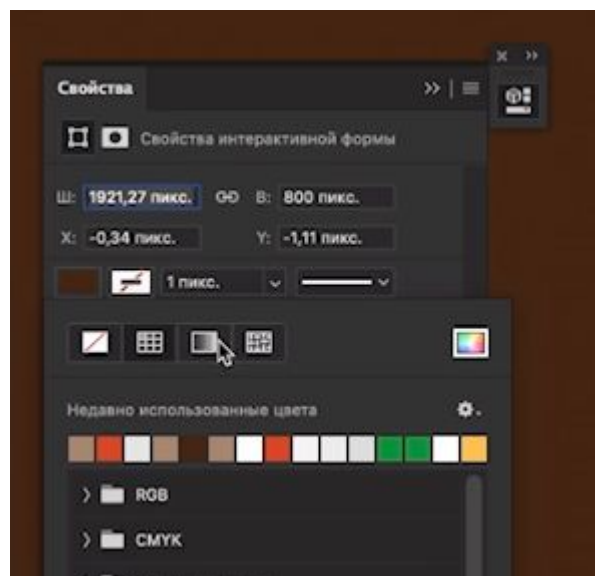 Свойства
Свойства интерактивной формы
Ш: 1921,27 пикс. В: 800 пикс.
X: -0,34 пикс. Y: -1,11 пикс.
1 пикс.
Недавно использованные цвета
RGB
CMYK